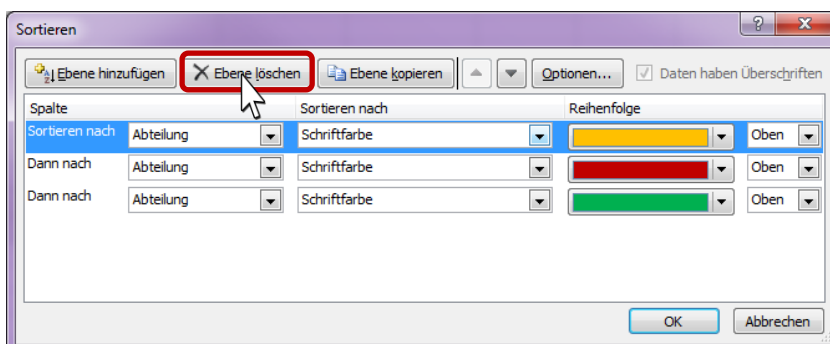 Sortieren
Ebene hinzufügen Ebene löschen Ebene kopieren Optionen... Daten haben Überschriften
Spalte Sortieren nach Reihenfolge
Sortieren nach Abteilung Schriftfarbe Oben
Dann nach Abteilung Schriftfarbe Oben
Dann nach Abteilung Schriftfarbe Oben
OK Abbrechen